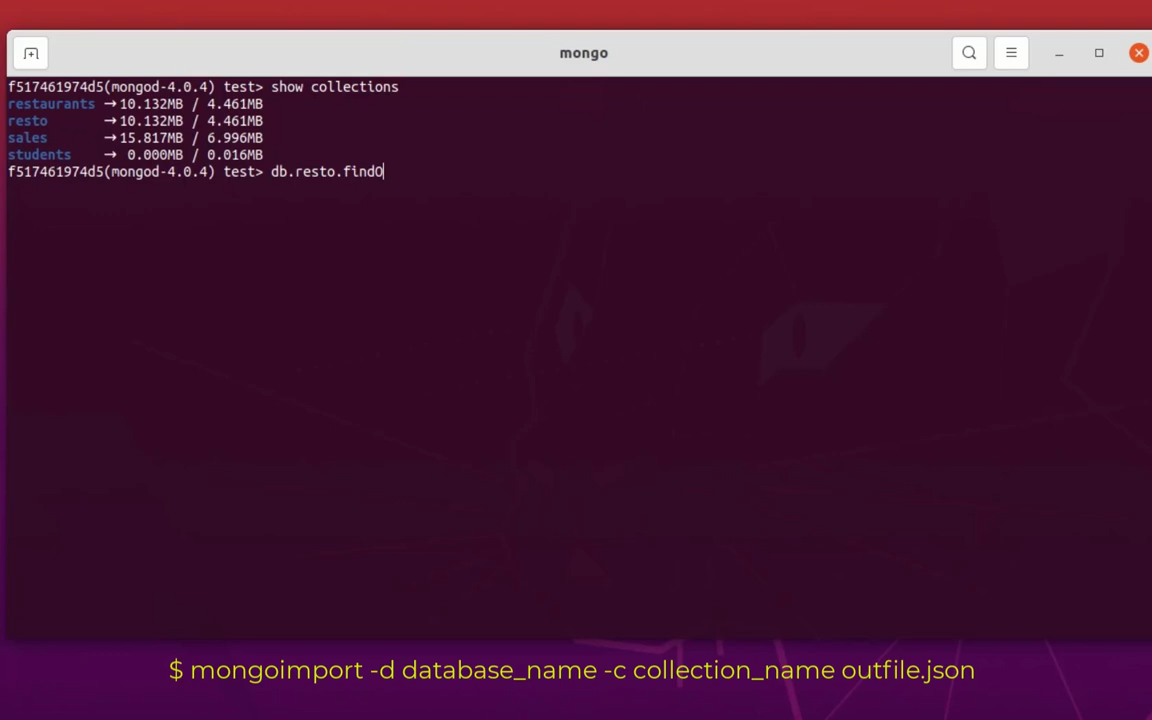 mongo
f517461974d5(mongod-4.0.4) test> show collections
restaurants →10.132MB / 4.461MB
resto →10.132MB / 4.461MB
sales →15.817MB / 6.996MB
students → 0.000MB / 0.016MB
f517461974d5(mongod-4.0.4) test> db.resto.findO
$ mongoimport -d database_name -c collection_name outfile.json